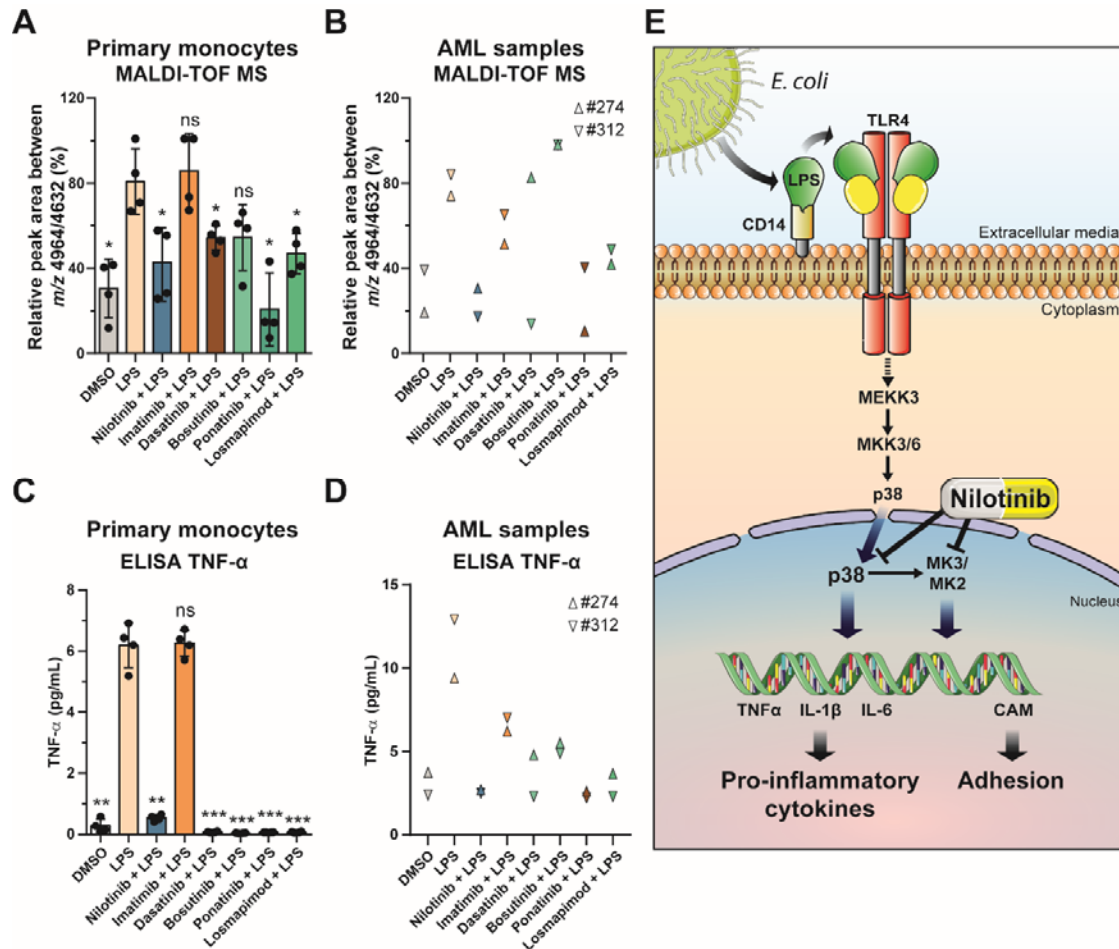 A
Primary monocytes
MALDI-TOF MS
Relative peak area between
m/z 4964/4632 (%)
120
80
40
0
*
*
ns
*
ns
*
*
DMSO
LPS
Nilotinib + LPS
Imatimib + LPS
Dasatinib + LPS
Bosutinib + LPS
Ponatinib + LPS
Losmapimod + LPS
B
AML samples
MALDI-TOF MS
Relative peak area between
m/z 4964/4632 (%)
120
80
40
0
#274
#312
DMSO
LPS
Nilotinib + LPS
Imatimib + LPS
Dasatinib + LPS
Bosutinib + LPS
Ponatinib + LPS
Losmapimod + LPS
C
Primary monocytes
ELISA TNF-α
TNF-α (pg/mL)
8
6
4
2
0
**
**
ns
***
***
***
***
DMSO
LPS
Nilotinib + LPS
Imatimib + LPS
Dasatinib + LPS
Bosutinib + LPS
Ponatinib + LPS
Losmapimod + LPS
D
AML samples
ELISA TNF-α
TNF-α (pg/mL)
15
10
5
0
#274
#312
DMSO
LPS
Nilotinib + LPS
Imatimib + LPS
Dasatinib + LPS
Bosutinib + LPS
Ponatinib + LPS
Losmapimod + LPS
E
E. coli
TLR4
LPS
CD14
Extracellular media
Cytoplasm
MEKK3
MKK3/6
p38
Nilotinib
p38
MK3/
MK2
Nucleus
TNFα IL-1β IL-6 CAM
Pro-inflammatory
cytokines
Adhesion